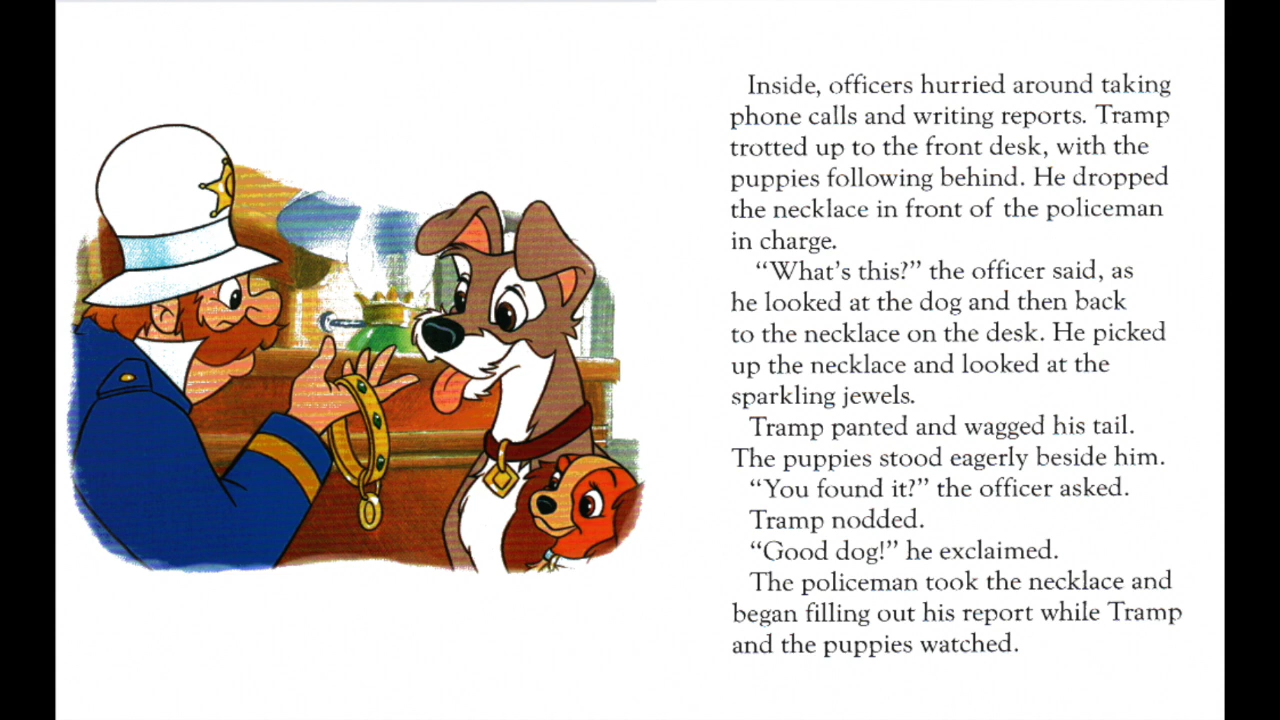 Inside, officers hurried around taking
phone calls and writing reports. Tramp
trotted up to the front desk, with the
puppies following behind. He dropped
the necklace in front of the policeman
in charge.
“What’s this?” the officer said, as
he looked at the dog and then back
to the necklace on the desk. He picked
up the necklace and looked at the
sparkling jewels.
Tramp panted and wagged his tail.
The puppies stood eagerly beside him.
“You found it?” the officer asked.
Tramp nodded.
“Good dog!” he exclaimed.
The policeman took the necklace and
began filling out his report while Tramp
and the puppies watched.